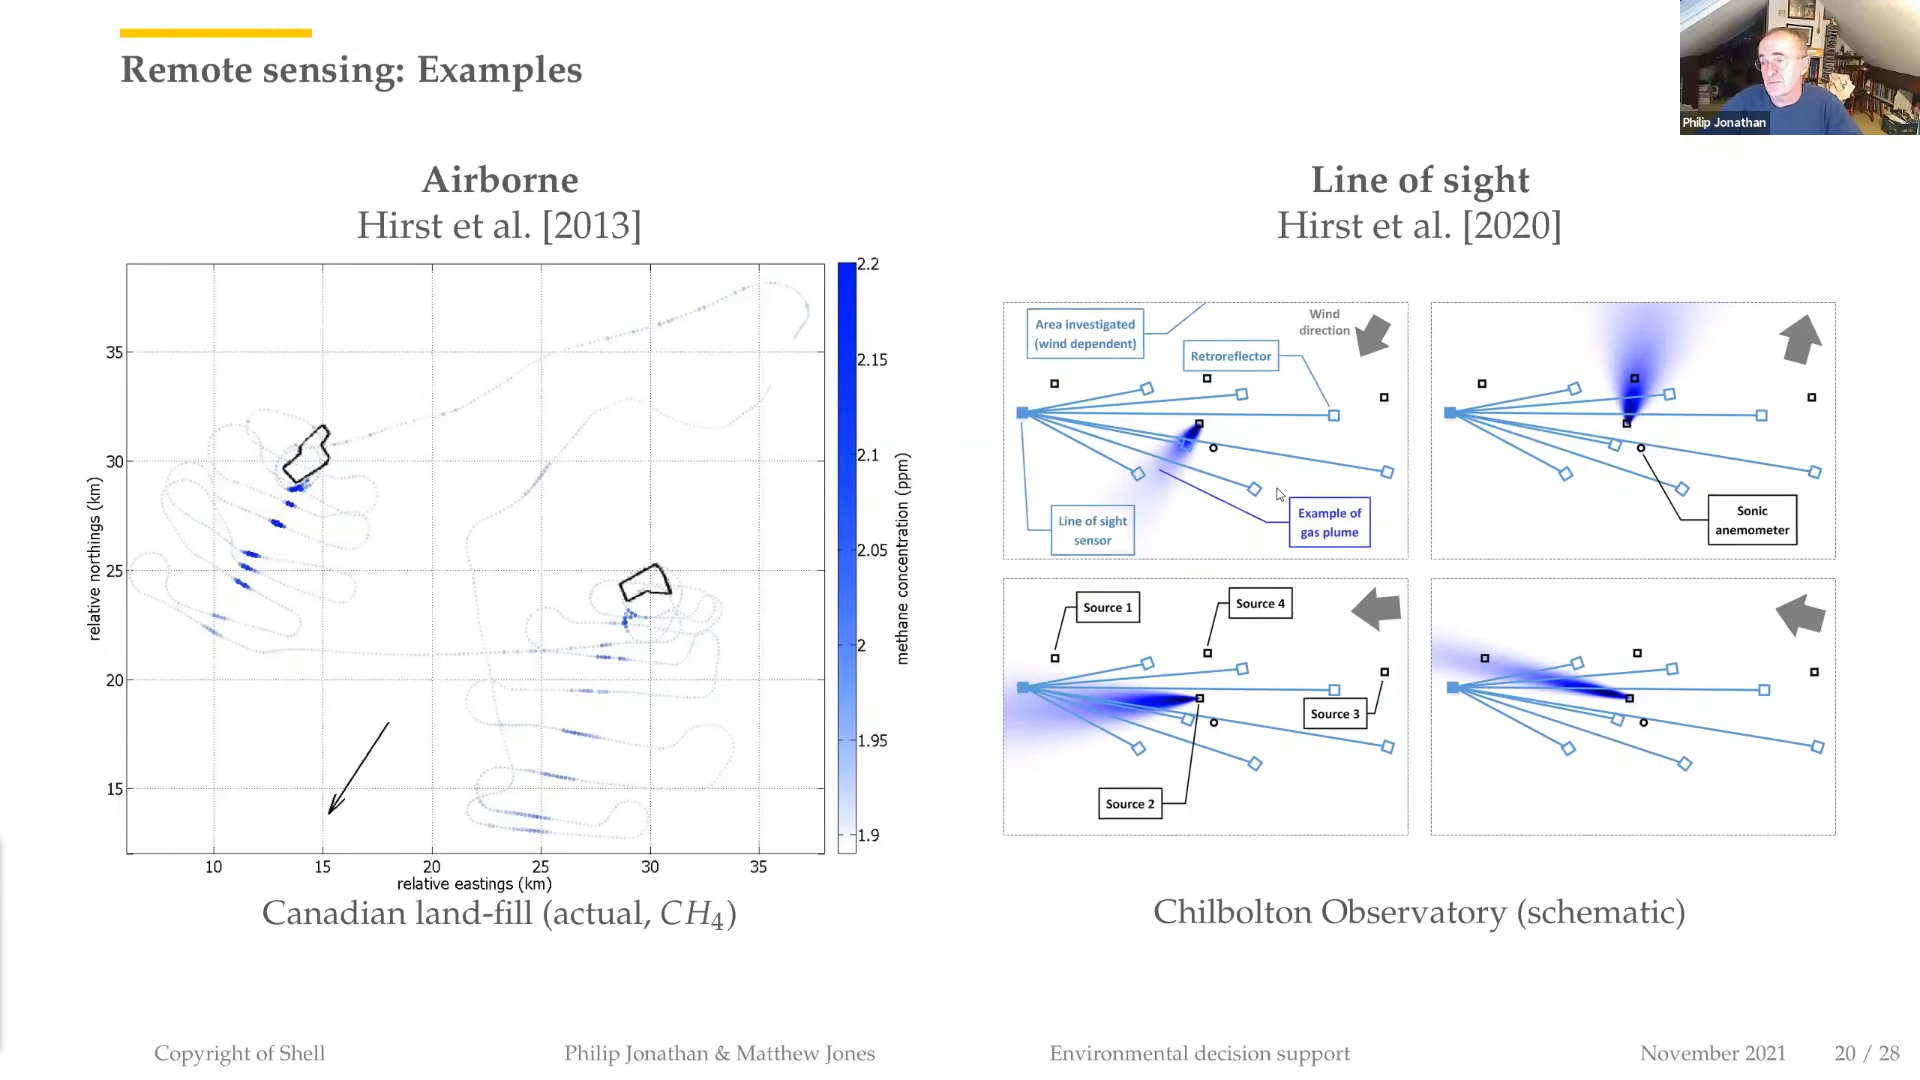 Remote sensing: Examples
Philip Jonathan
Airborne
Hirst et al. [2013]
relative northings (km)
35
30
25
20
15
10
15
20
25
30
35
relative eastings (km)
2.2
2.15
2.1
2.05
2
1.95
1.9
methane concentration (ppm)
Canadian land-fill (actual, CH4)
Line of sight
Hirst et al. [2020]
Area investigated
(wind dependent)
Wind
direction
Retroreflector
Line of sight
sensor
Example of
gas plume
Sonic
anemometer
Source 1
Source 4
Source 3
Source 2
Chilbolton Observatory (schematic)
Copyright of Shell
Philip Jonathan & Matthew Jones
Environmental decision support
November 2021
20 / 28